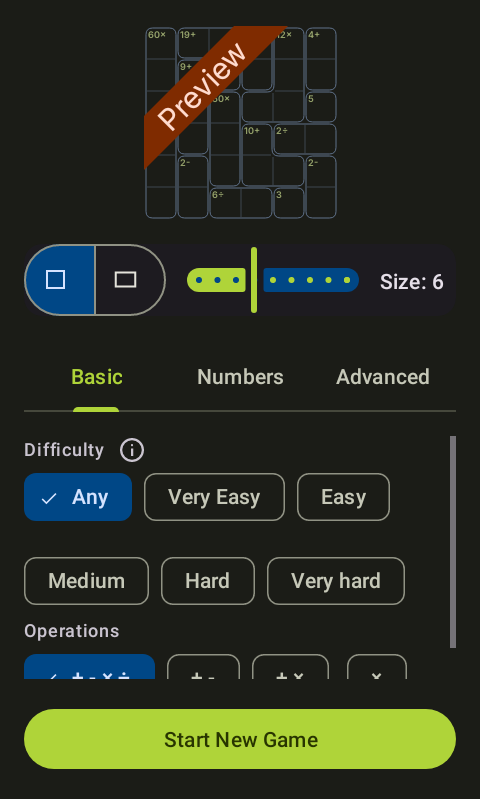 60× 19+ 12× 4+
9+
Preview
60× 5
10+ 2÷
2- 2-
6÷ 3
Size: 6
Basic Numbers Advanced
Difficulty
Any Very Easy Easy
Medium Hard Very hard
Operations
+ - × ÷ + - + × ×
Start New Game